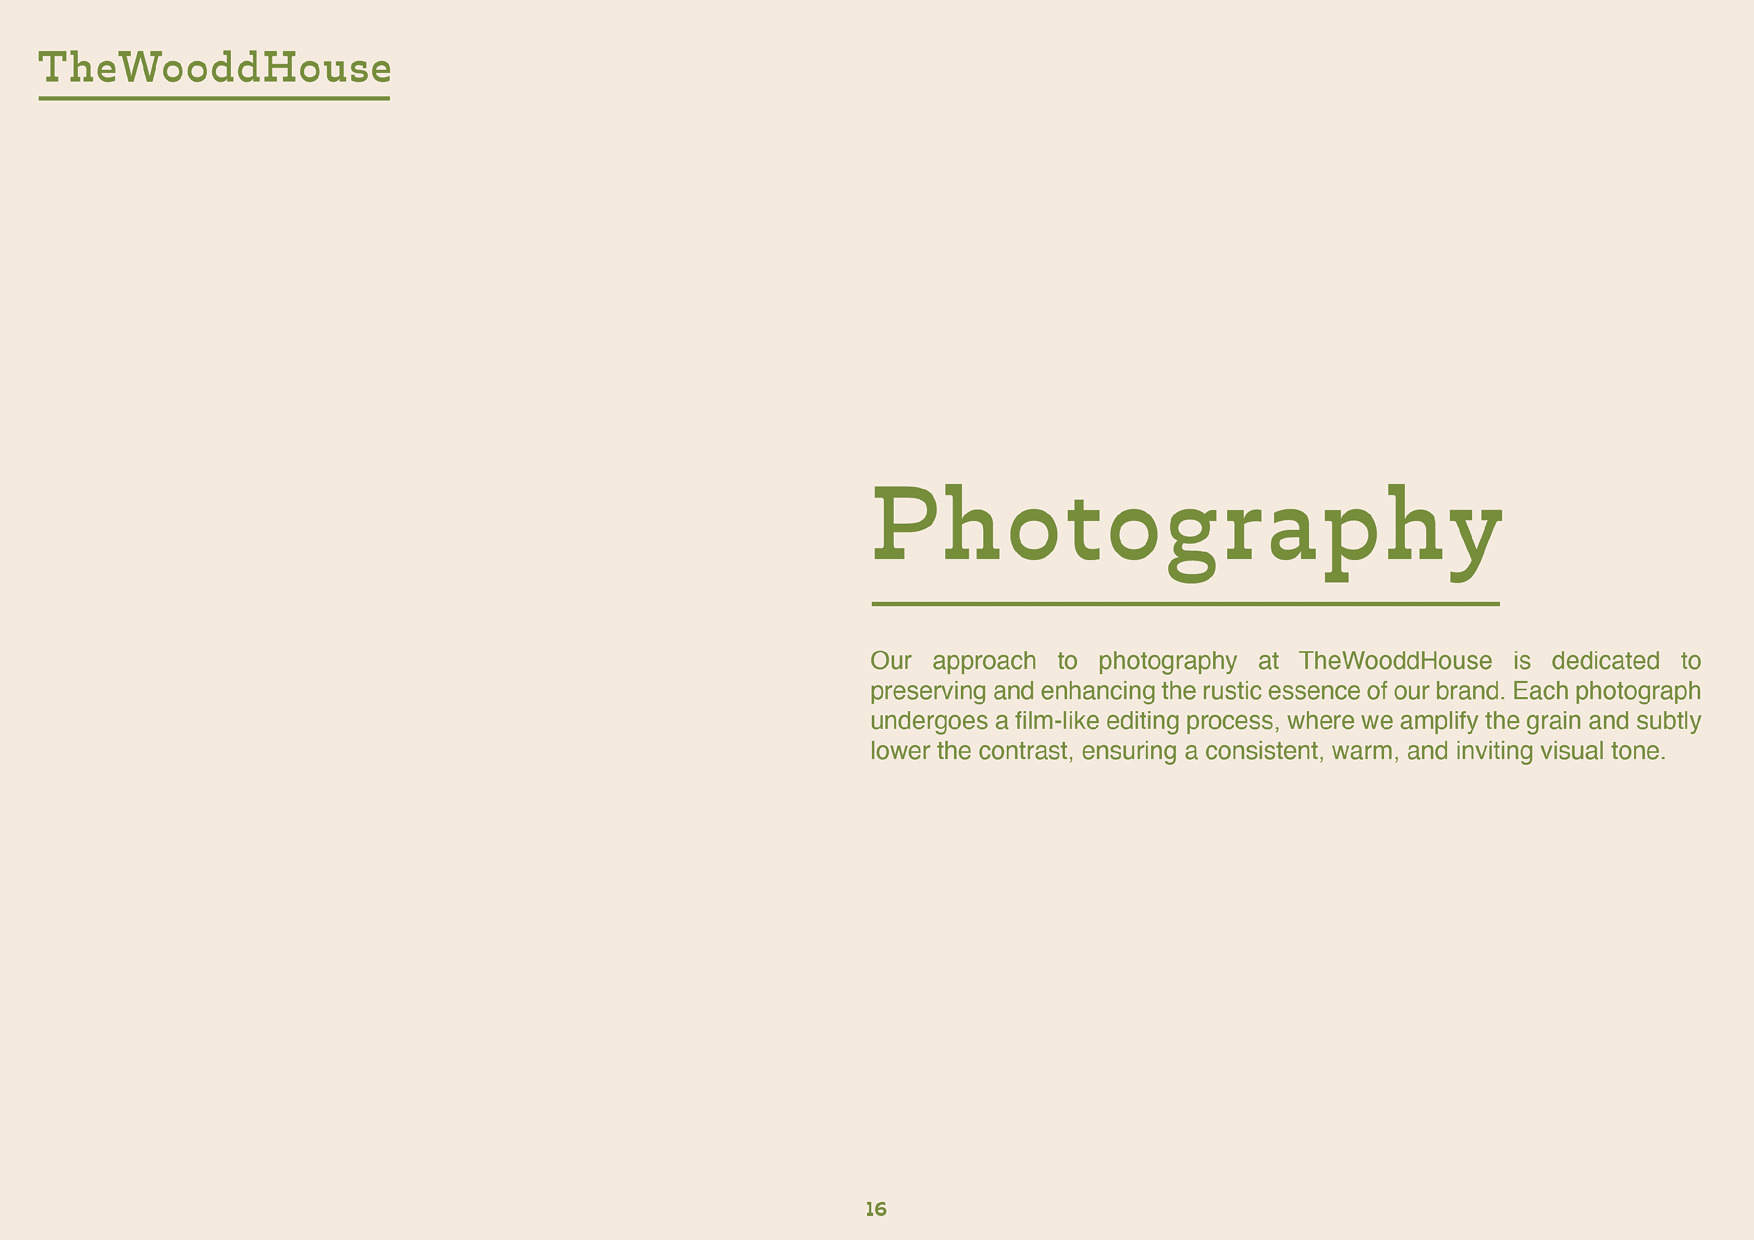 TheWooddHouse
Photography
Our approach to photography at TheWooddHouse is dedicated to
preserving and enhancing the rustic essence of our brand. Each photograph
undergoes a film-like editing process, where we amplify the grain and subtly
lower the contrast, ensuring a consistent, warm, and inviting visual tone.
16